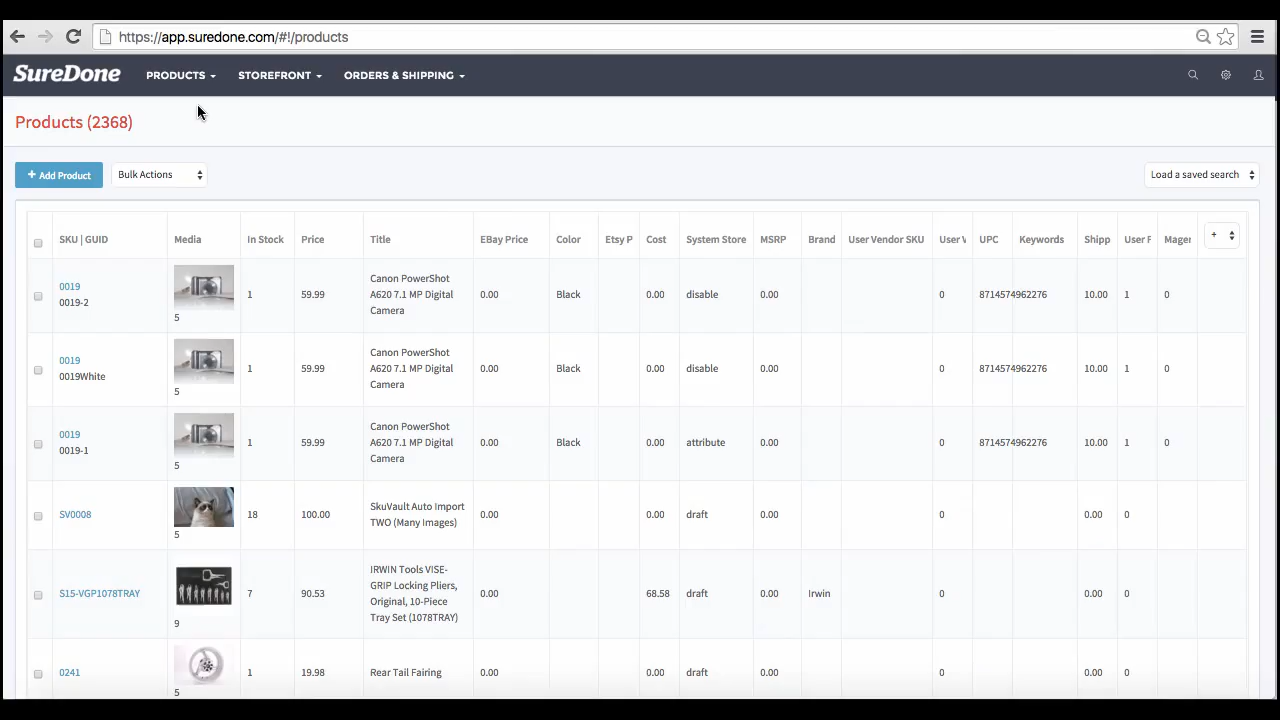 https://app.suredone.com/#!/products
SureDone PRODUCTS STOREFRONT ORDERS & SHIPPING
Products (2368)
+ Add Product Bulk Actions Load a saved search
SKU | GUID Media In Stock Price Title EBay Price Color Etsy P Cost System Store MSRP Brand User Vendor SKU User V UPC Keywords Shipp User F Mager +
0019
0019-2
5
1 59.99
Canon PowerShot
A620 7.1 MP Digital
Camera
0.00 Black 0.00 disable 0.00 0 8714574962276 10.00 1 0
0019
0019White
5
1 59.99
Canon PowerShot
A620 7.1 MP Digital
Camera
0.00 Black 0.00 disable 0.00 0 8714574962276 10.00 1 0
0019
0019-1
5
1 59.99
Canon PowerShot
A620 7.1 MP Digital
Camera
0.00 Black 0.00 attribute 0.00 0 8714574962276 10.00 1 0
SV0008
5
18 100.00
SkuVault Auto Import
TWO (Many Images)
0.00 0.00 draft 0 0.00 0
S15-VGP1078TRAY
9
7 90.53
IRWIN Tools VISE-
GRIP Locking Pliers,
Original, 10-Piece
Tray Set (1078TRAY)
0.00 68.58 draft 0.00 Irwin 0 0.00 0
0241
5
1 19.98
Rear Tail Fairing
0.00 0.00 draft 0.00 0 0.00 0